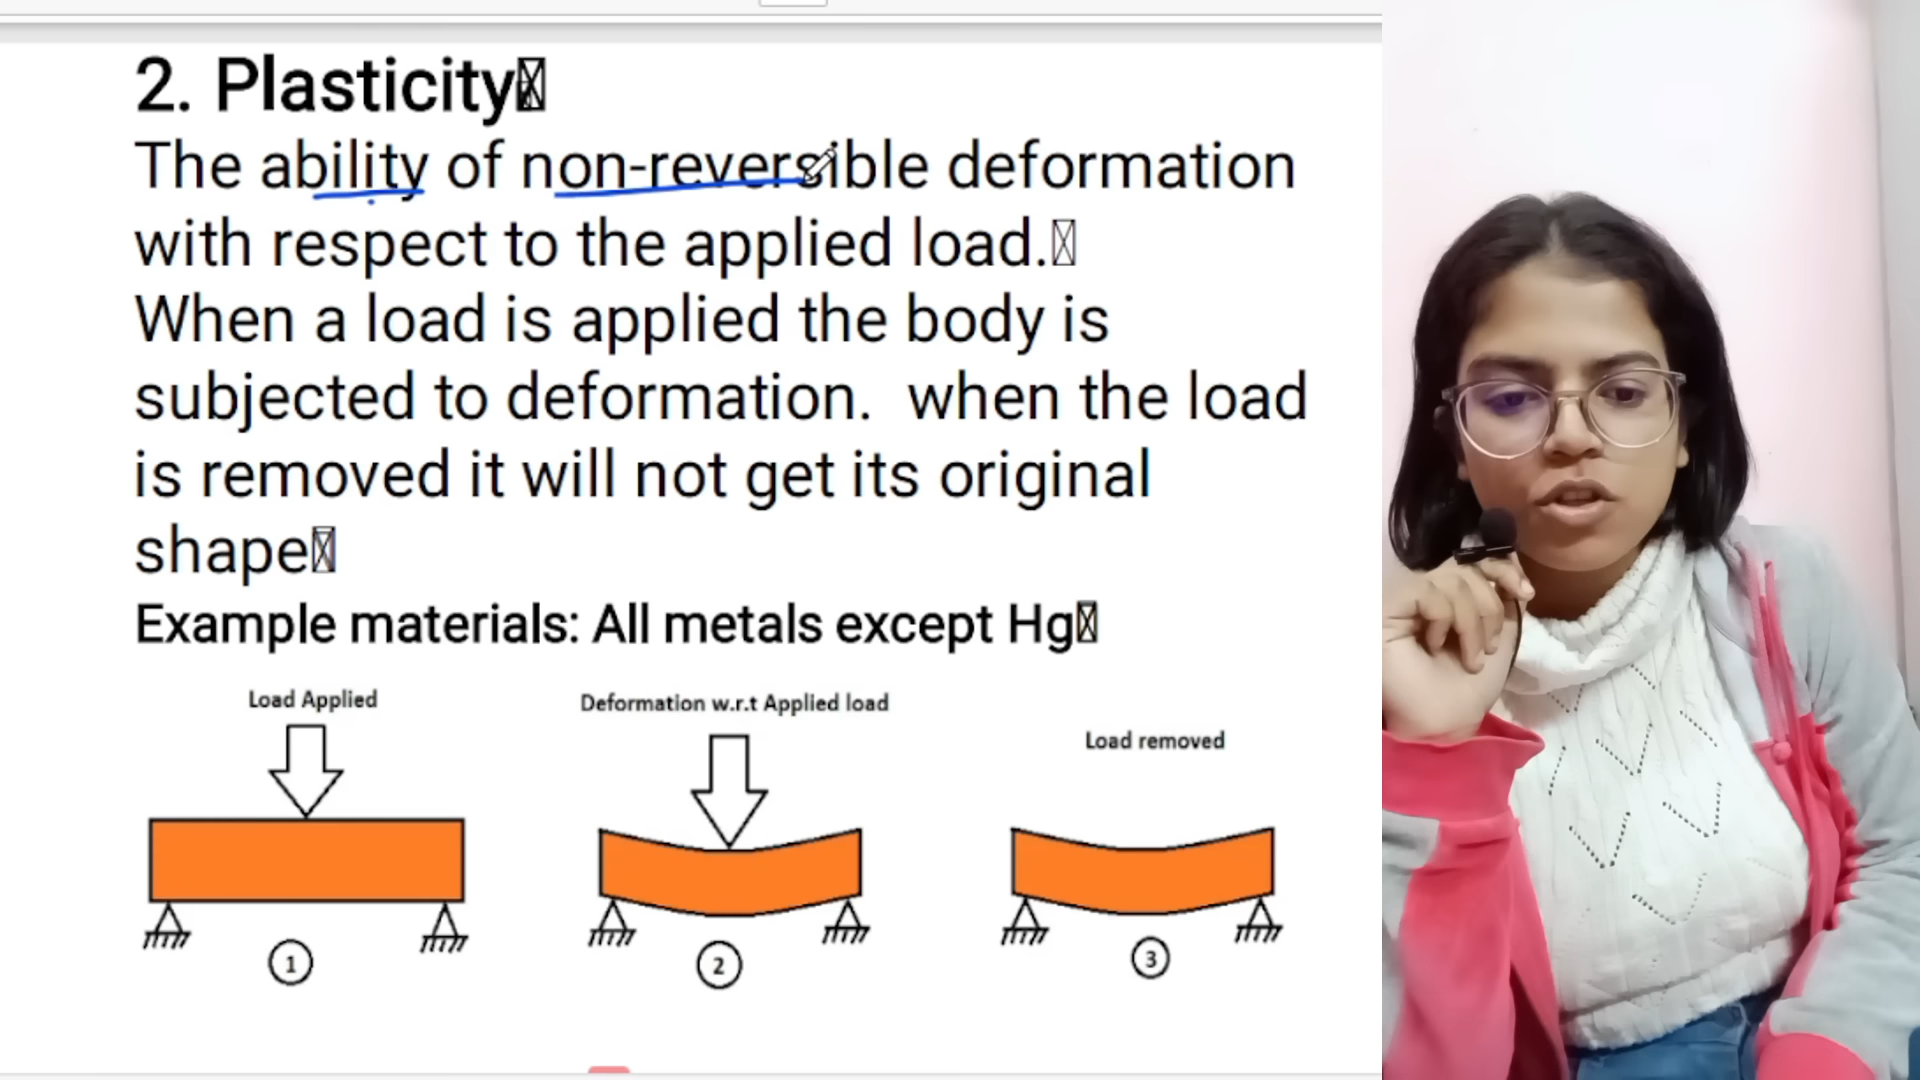 2. Plasticity
The ability of non-reversible deformation
with respect to the applied load.
When a load is applied the body is
subjected to deformation.  when the load
is removed it will not get its original
shape
Example materials: All metals except Hg
Load Applied
Deformation w.r.t Applied load
Load removed
1
2
3